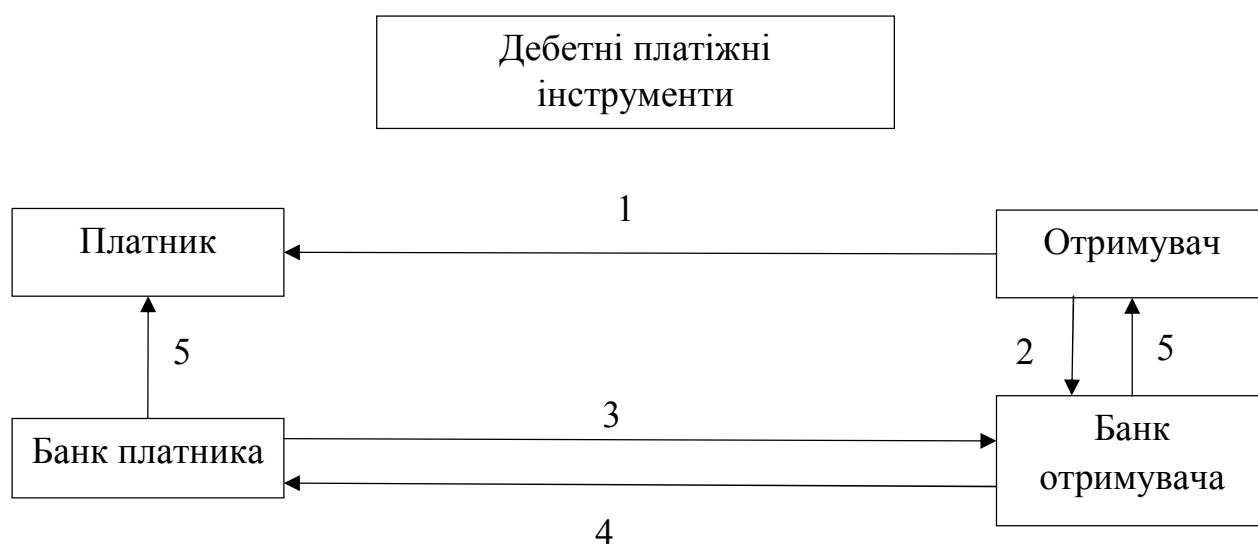 Дебетні платіжні
інструменти
1
Платник
Отримувач
5
2
5
3
Банк платника
Банк
отримувача
4